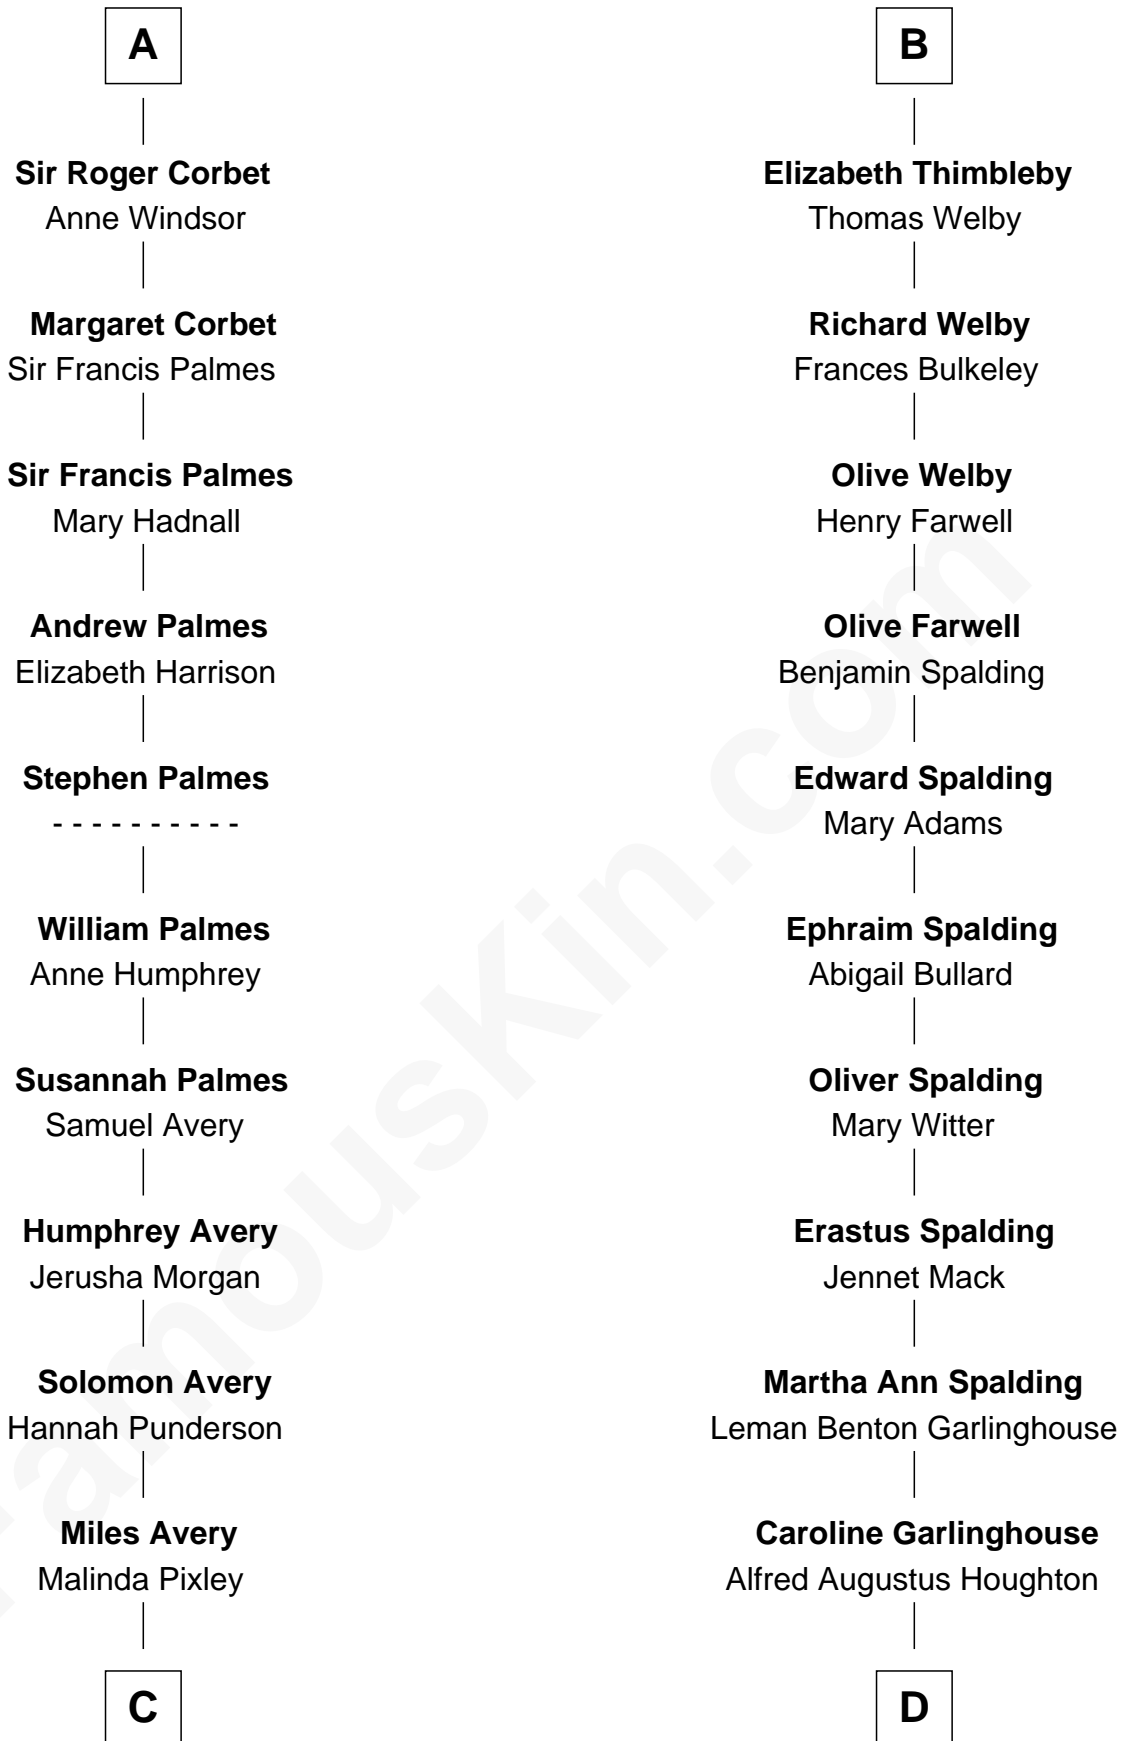 A
Sir Roger Corbet
Anne Windsor
Margaret Corbet
Sir Francis Palmes
Sir Francis Palmes
Mary Hadnall
Andrew Palmes
Elizabeth Harrison
Stephen Palmes
- - - - - - - - - -
William Palmes
Anne Humphrey
Susannah Palmes
Samuel Avery
Humphrey Avery
Jerusha Morgan
Solomon Avery
Hannah Punderson
Miles Avery
Malinda Pixley
C
B
Elizabeth Thimbleby
Thomas Welby
Richard Welby
Frances Bulkeley
Olive Welby
Henry Farwell
Olive Farwell
Benjamin Spalding
Edward Spalding
Mary Adams
Ephraim Spalding
Abigail Bullard
Oliver Spalding
Mary Witter
Erastus Spalding
Jennet Mack
Martha Ann Spalding
Leman Benton Garlinghouse
Caroline Garlinghouse
Alfred Augustus Houghton
D
FamousKin.com